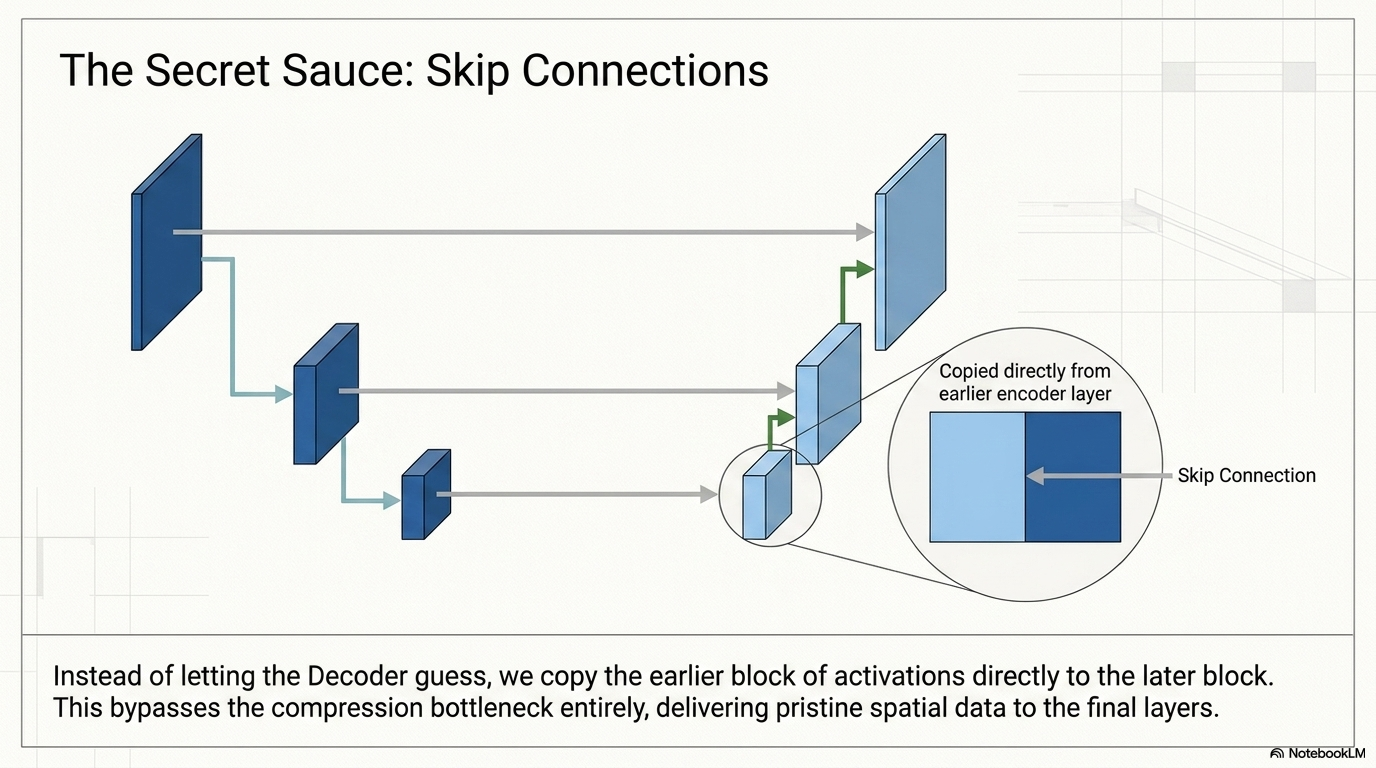 The Secret Sauce: Skip Connections
Copied directly from
earlier encoder layer
Skip Connection
Instead of letting the Decoder guess, we copy the earlier block of activations directly to the later block.
This bypasses the compression bottleneck entirely, delivering pristine spatial data to the final layers.
NotebookLM